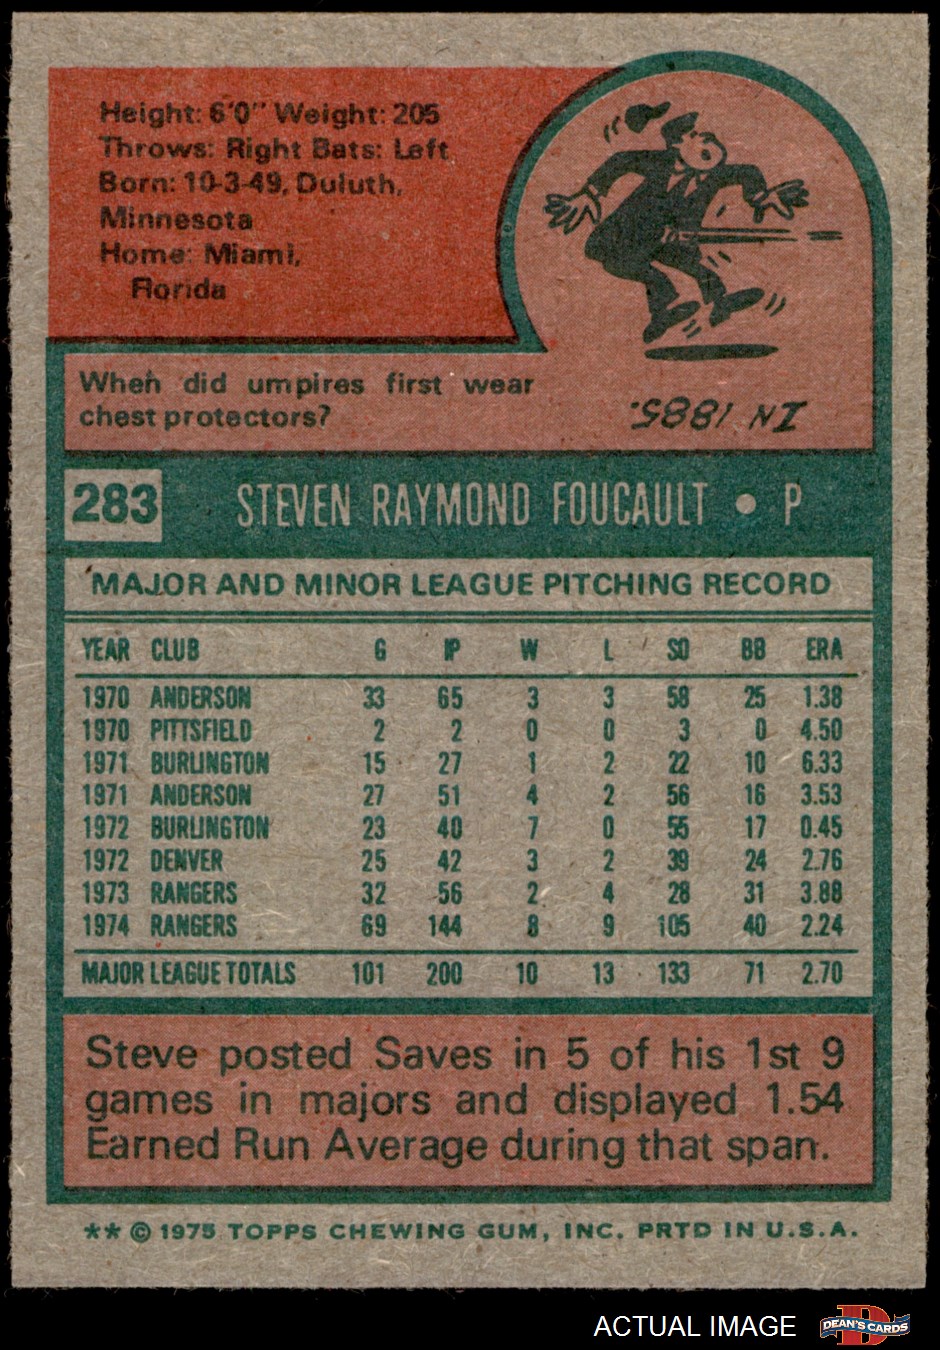 Height: 6'0" Weight: 205
Throws: Right Bats: Left
Born: 10-3-49, Duluth,
Minnesota
Home: Miami,
Florida
When did umpires first wear
chest protectors?
IN 1885.
283 STEVEN RAYMOND FOUCAULT • P
MAJOR AND MINOR LEAGUE PITCHING RECORD
YEAR CLUB G IP W L SO BB ERA
1970 ANDERSON 33 65 3 3 58 25 1.38
1970 PITTSFIELD 2 2 0 0 3 0 4.50
1971 BURLINGTON 15 27 1 2 22 10 6.33
1971 ANDERSON 27 51 4 2 56 16 3.53
1972 BURLINGTON 23 40 7 0 55 17 0.45
1972 DENVER 25 42 3 2 39 24 2.76
1973 RANGERS 32 56 2 4 28 31 3.88
1974 RANGERS 69 144 8 9 105 40 2.24
MAJOR LEAGUE TOTALS 101 200 10 13 133 71 2.70
Steve posted Saves in 5 of his 1st 9
games in majors and displayed 1.54
Earned Run Average during that span.
** © 1975 TOPPS CHEWING GUM, INC. PRTD IN U.S.A.
ACTUAL IMAGE D DEAN'S CARDS